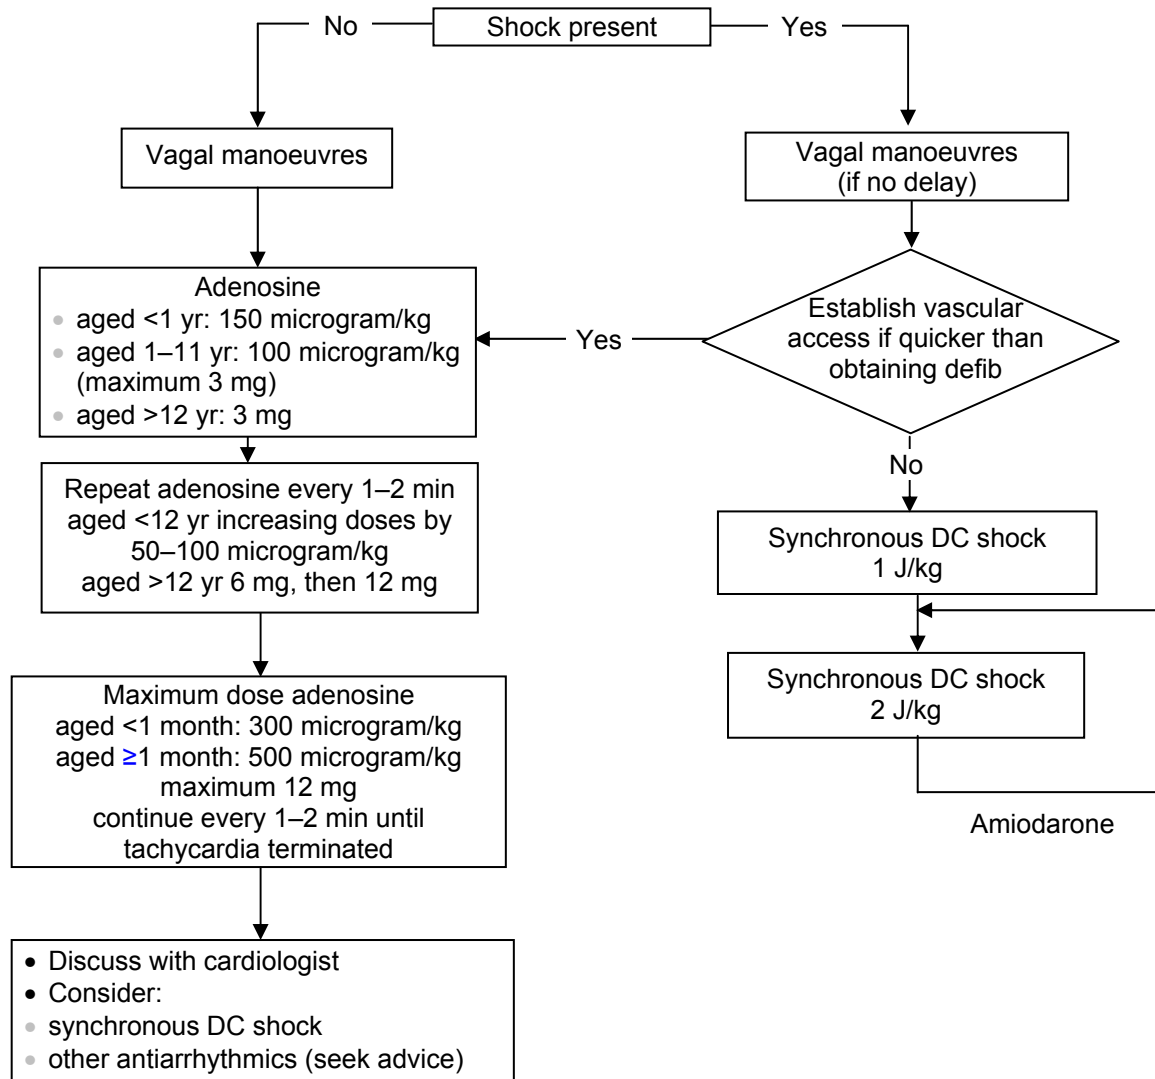 Shock present
No
Yes
Vagal manoeuvres
Vagal manoeuvres
(if no delay)
Adenosine
• aged <1 yr: 150 microgram/kg
• aged 1–11 yr: 100 microgram/kg
(maximum 3 mg)
• aged >12 yr: 3 mg
Yes
Establish vascular
access if quicker than
obtaining defib
No
Repeat adenosine every 1–2 min
aged <12 yr increasing doses by
50–100 microgram/kg
aged >12 yr 6 mg, then 12 mg
Synchronous DC shock
1 J/kg
Synchronous DC shock
2 J/kg
Amiodarone
Maximum dose adenosine
aged <1 month: 300 microgram/kg
aged ≥1 month: 500 microgram/kg
maximum 12 mg
continue every 1–2 min until
tachycardia terminated
• Discuss with cardiologist
• Consider:
• synchronous DC shock
• other antiarrhythmics (seek advice)